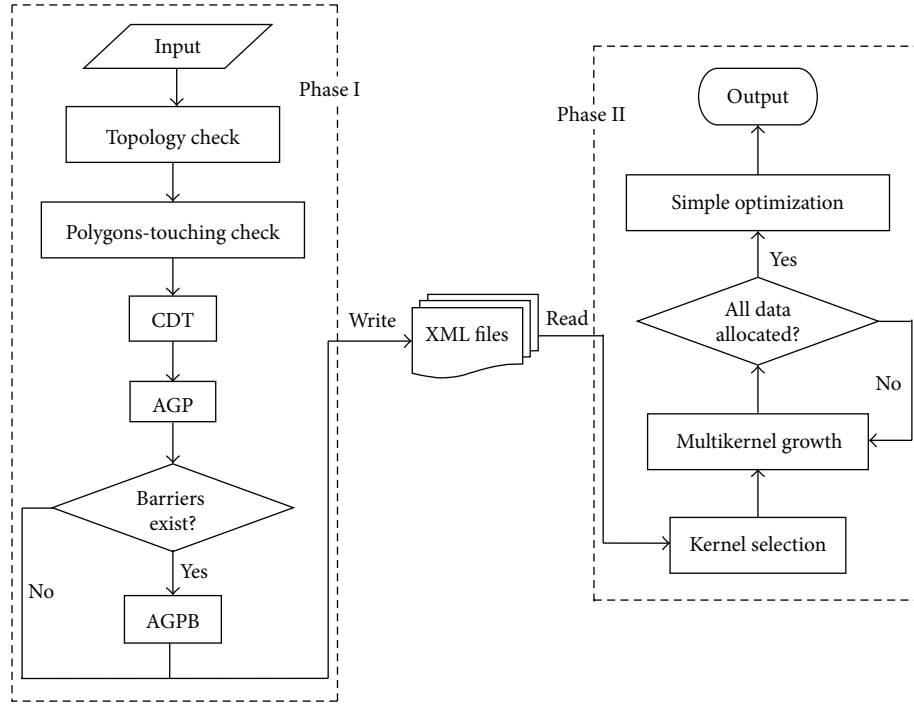 Input
Phase I
Topology check
Polygons-touching check
CDT
AGP
Barriers
exist?
No
Yes
AGPB
Write
XML files
Read
Phase II
Output
Simple optimization
Yes
All data
allocated?
No
Multikernel growth
Kernel selection